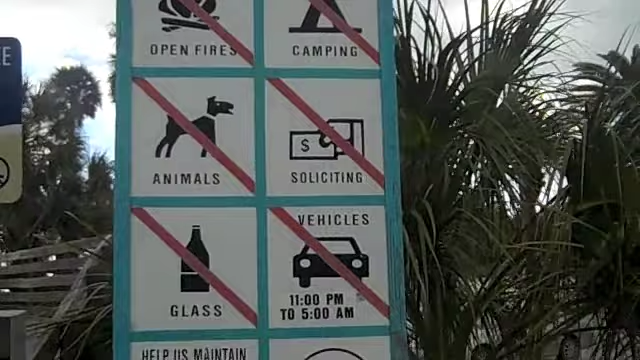 E
OPEN FIRES
CAMPING
ANIMALS
$
SOLICITING
GLASS
VEHICLES
11:00 PM
TO 5:00 AM
HELP US MAINTAIN